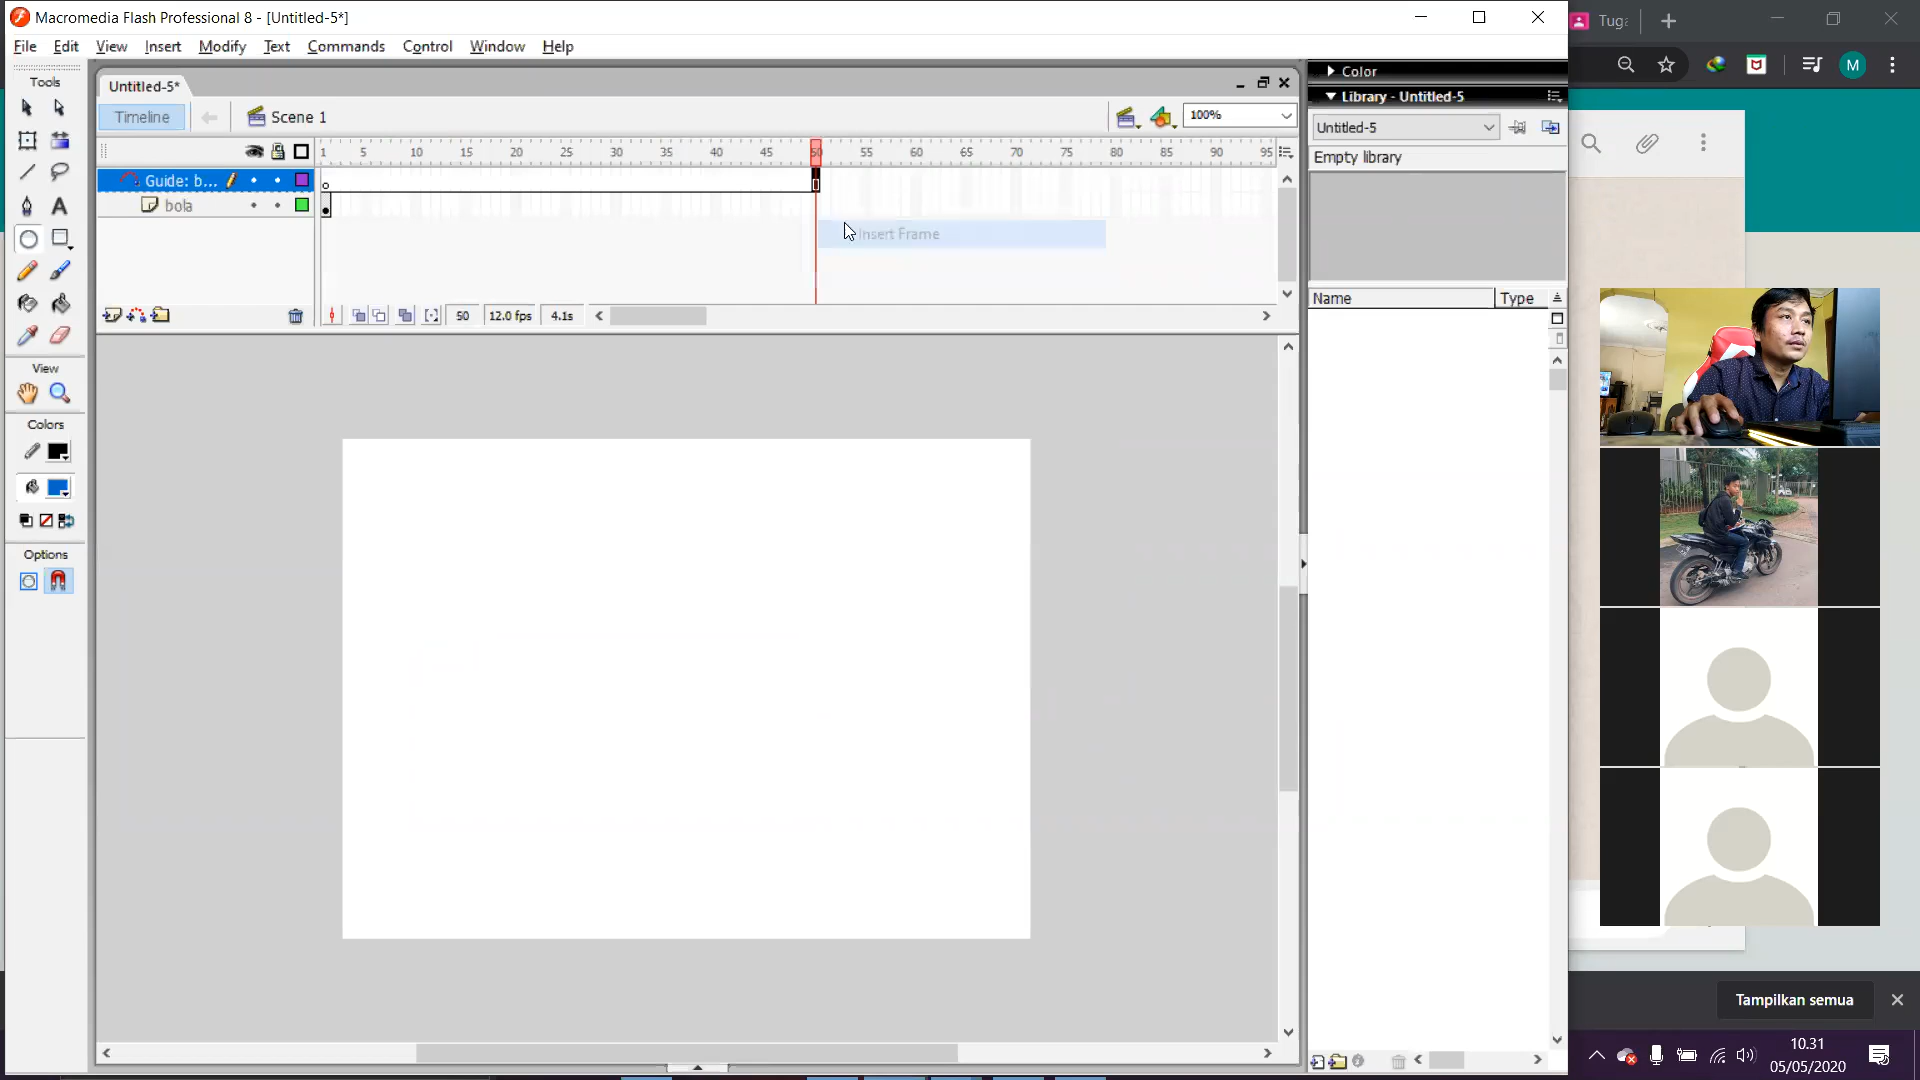 Macromedia Flash Professional 8 - [Untitled-5*]
Tuga
File Edit View Insert Modify Text Commands Control Window Help
Tools
Untitled-5*
Color
Library - Untitled-5
M
Timeline
Scene 1
100%
Untitled-5
1 5 10 15 20 25 30 35 40 45 50 55 60 65 70 75 80 85 90 95
Empty library
Guide: b...
bola
Insert Frame
A
50 12.0 fps 4.1s
Name Type
View
Colors
Options
Tampilkan semua
10.31
05/05/2020